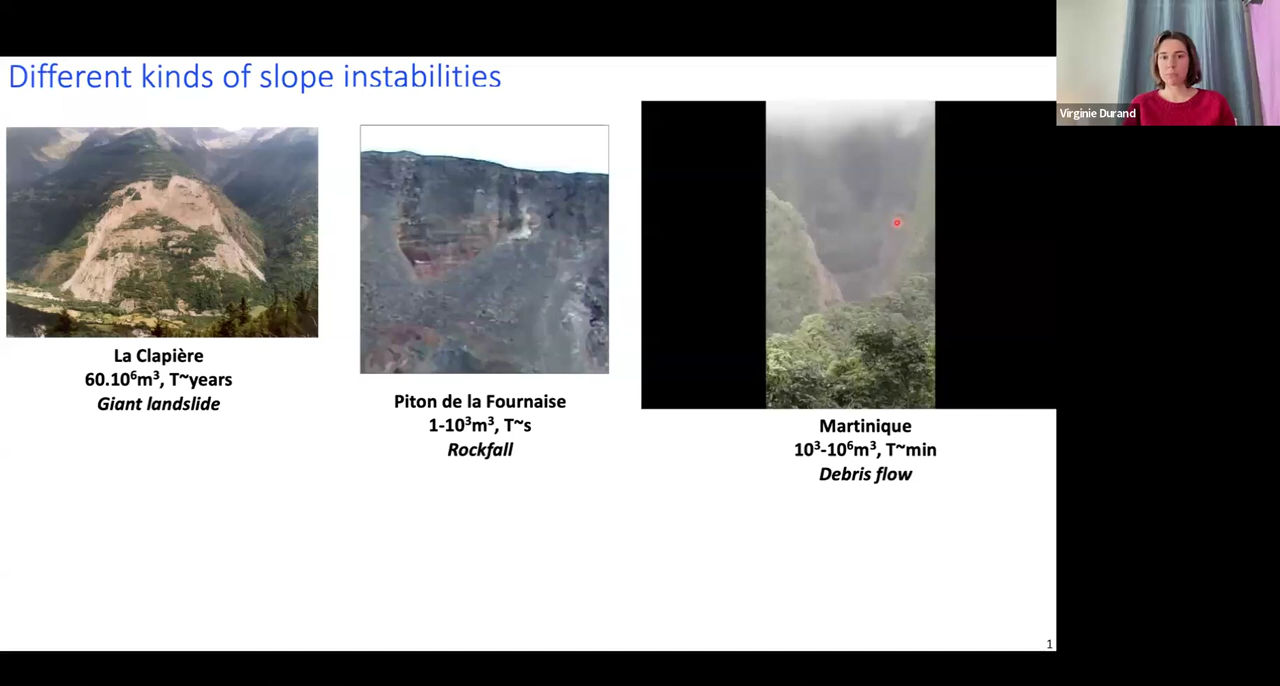 Different kinds of slope instabilities
Virginie Durand
La Clapière
60.10⁶m³, T~years
Giant landslide
Piton de la Fournaise
1-10³m³, T~s
Rockfall
Martinique
10³-10⁶m³, T~min
Debris flow
1